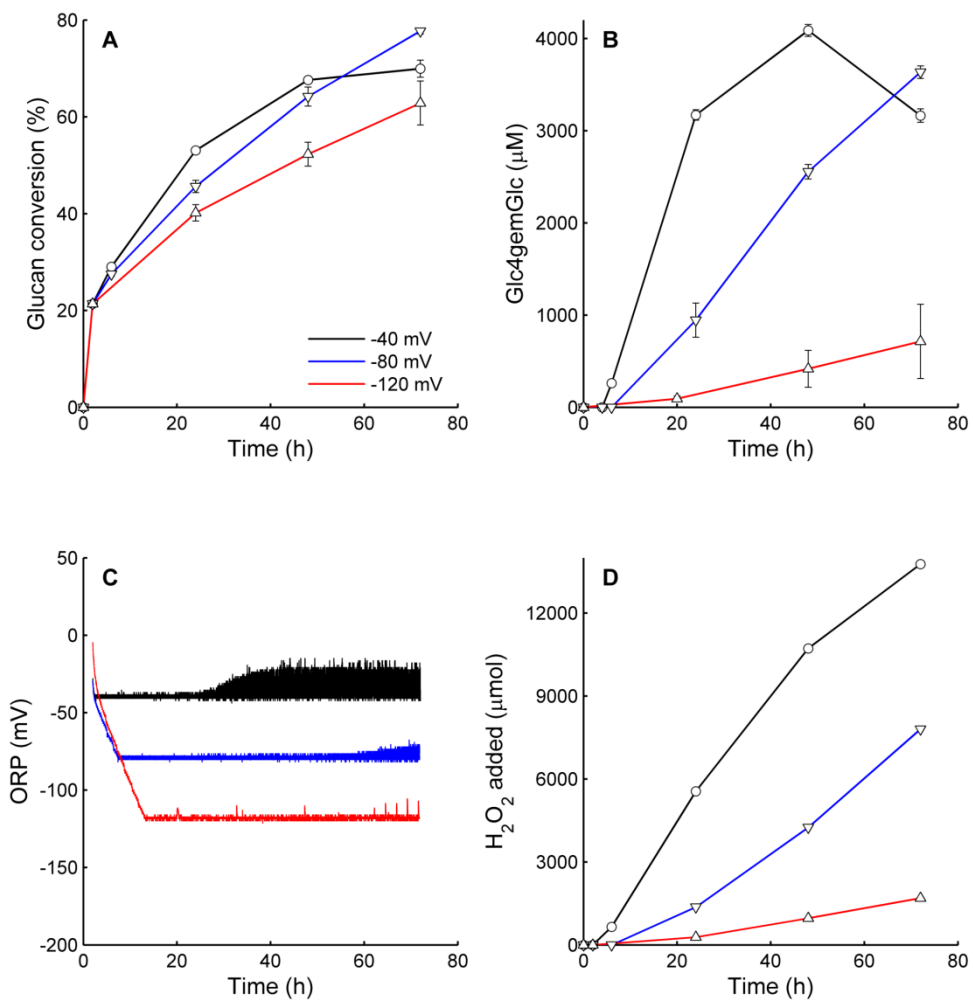 A
Glucan conversion (%)
80
60
40
20
0
-40 mV
-80 mV
-120 mV
0 20 40 60 80
Time (h)
B
Glc4gemGlc (μM)
4000
3000
2000
1000
0
0 20 40 60 80
Time (h)
C
ORP (mV)
50
0
-50
-100
-150
-200
0 20 40 60 80
Time (h)
D
H₂O₂ added (μmol)
12000
9000
6000
3000
0
0 20 40 60 80
Time (h)